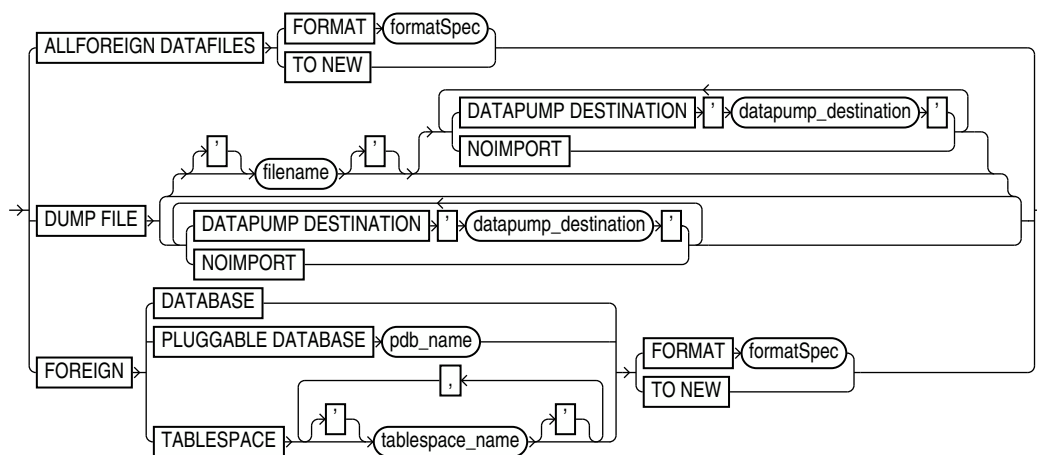 FORMAT formatSpec
ALLFOREIGN DATAFILES
TO NEW
DATAPUMP DESTINATION ' datapump_destination '
NOIMPORT
' filename '
DUMP FILE
DATAPUMP DESTINATION ' datapump_destination '
NOIMPORT
DATABASE
PLUGGABLE DATABASE pdb_name
FORMAT formatSpec
FOREIGN
TO NEW
,
TABLESPACE ' tablespace_name '